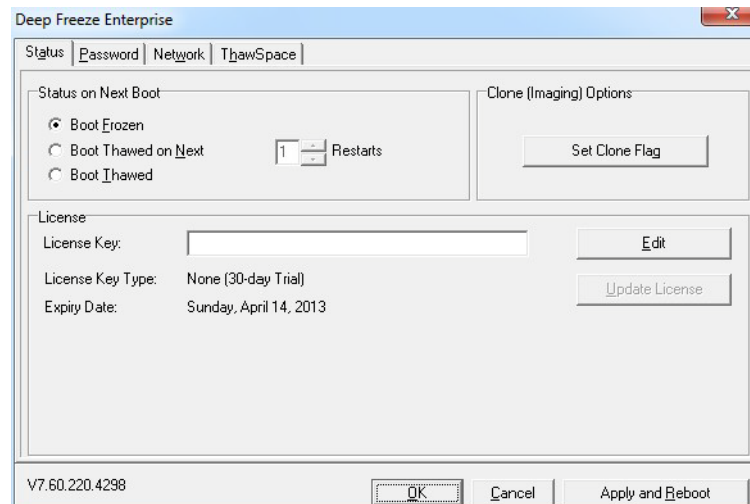 Deep Freeze Enterprise
Status Password Network ThawSpace
Status on Next Boot
Boot Frozen
Boot Thawed on Next 1 Restarts
Boot Thawed
Clone (Imaging) Options
Set Clone Flag
License
License Key: Edit
License Key Type: None (30-day Trial) Update License
Expiry Date: Sunday, April 14, 2013
V7.60.220.4298 OK Cancel Apply and Reboot